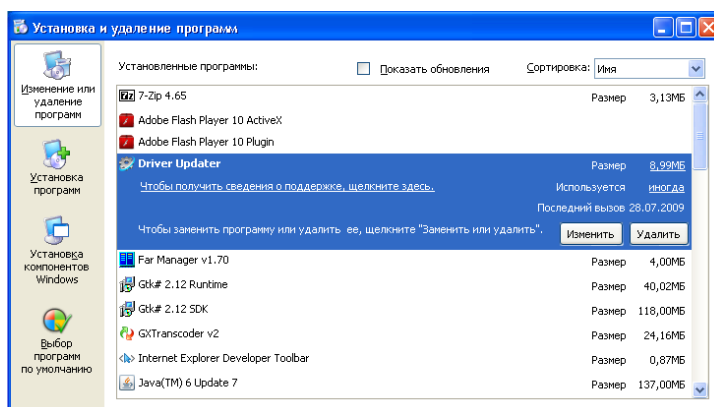 Установка и удаление программ
Изменение или
удаление
программ
Установка
программ
Установка
компонентов
Windows
Выбор
программ
по умолчанию
Установленные программы:
Показать обновления
Сортировка: Имя
7-Zip 4.65 Размер 3,13МБ
Adobe Flash Player 10 ActiveX
Adobe Flash Player 10 Plugin
Driver Updater Размер 8,99МБ
Чтобы получить сведения о поддержке, щелкните здесь. Используется иногда
Последний вызов 28.07.2009
Чтобы заменить программу или удалить ее, щелкните "Заменить или удалить". Изменить Удалить
Far Manager v1.70 Размер 4,00МБ
Gtk# 2.12 Runtime Размер 40,02МБ
Gtk# 2.12 SDK Размер 118,00МБ
GXTranscoder v2 Размер 24,16МБ
Internet Explorer Developer Toolbar Размер 0,87МБ
Java(TM) 6 Update 7 Размер 137,00МБ